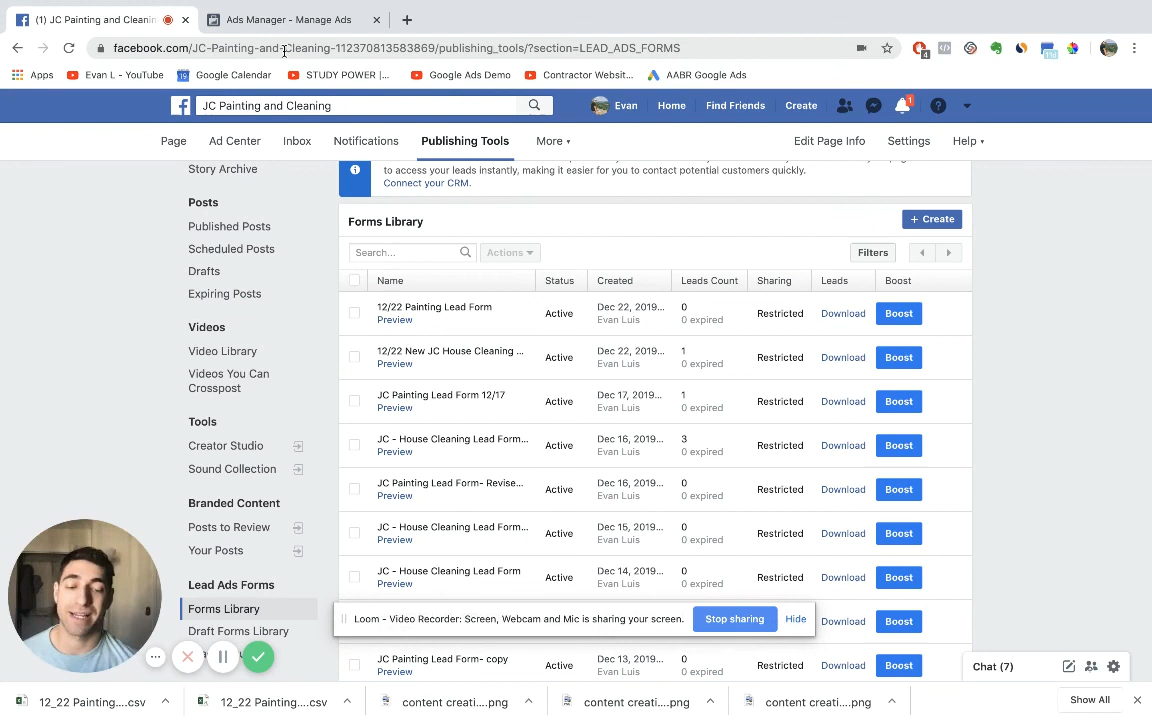 (1) JC Painting and Cleanin
Ads Manager - Manage Ads
facebook.com/JC-Painting-and-Cleaning-112370813583869/publishing_tools/?section=LEAD_ADS_FORMS
4
Apps
Evan L - YouTube
19
Google Calendar
STUDY POWER |...
Google Ads Demo
Contractor Websit...
AABR Google Ads
JC Painting and Cleaning
Evan
Home
Find Friends
Create
1
Page
Ad Center
Inbox
Notifications
Publishing Tools
More
Edit Page Info
Settings
Help
Story Archive
Posts
Published Posts
Scheduled Posts
Drafts
Expiring Posts
Videos
Video Library
Videos You Can
Crosspost
Tools
Creator Studio
Sound Collection
Branded Content
Posts to Review
Your Posts
Lead Ads Forms
Forms Library
Draft Forms Library
to access your leads instantly, making it easier for you to contact potential customers quickly.
Connect your CRM.
Forms Library
+ Create
Search...
Actions
Filters
Name Status Created Leads Count Sharing Leads Boost
12/22 Painting Lead Form Active Dec 22, 2019... 0 Restricted Download Boost
Preview Evan Luis 0 expired
12/22 New JC House Cleaning ... Active Dec 22, 2019... 1 Restricted Download Boost
Preview Evan Luis 0 expired
JC Painting Lead Form 12/17 Active Dec 17, 2019... 1 Restricted Download Boost
Preview Evan Luis 0 expired
JC - House Cleaning Lead Form... Active Dec 16, 2019... 3 Restricted Download Boost
Preview Evan Luis 0 expired
JC Painting Lead Form- Revise... Active Dec 16, 2019... 0 Restricted Download Boost
Preview Evan Luis 0 expired
JC - House Cleaning Lead Form... Active Dec 15, 2019... 0 Restricted Download Boost
Preview Evan Luis 0 expired
JC - House Cleaning Lead Form Active Dec 14, 2019... 0 Restricted Download Boost
Preview Evan Luis 0 expired
Loom - Video Recorder: Screen, Webcam and Mic is sharing your screen.
Stop sharing
Hide
Download Boost
JC Painting Lead Form- copy Active Dec 13, 2019... 0 Restricted Download Boost
Preview Evan Luis 0 expired
Chat (7)
12_22 Painting....csv
12_22 Painting....csv
content creati....png
content creati....png
content creati....png
Show All